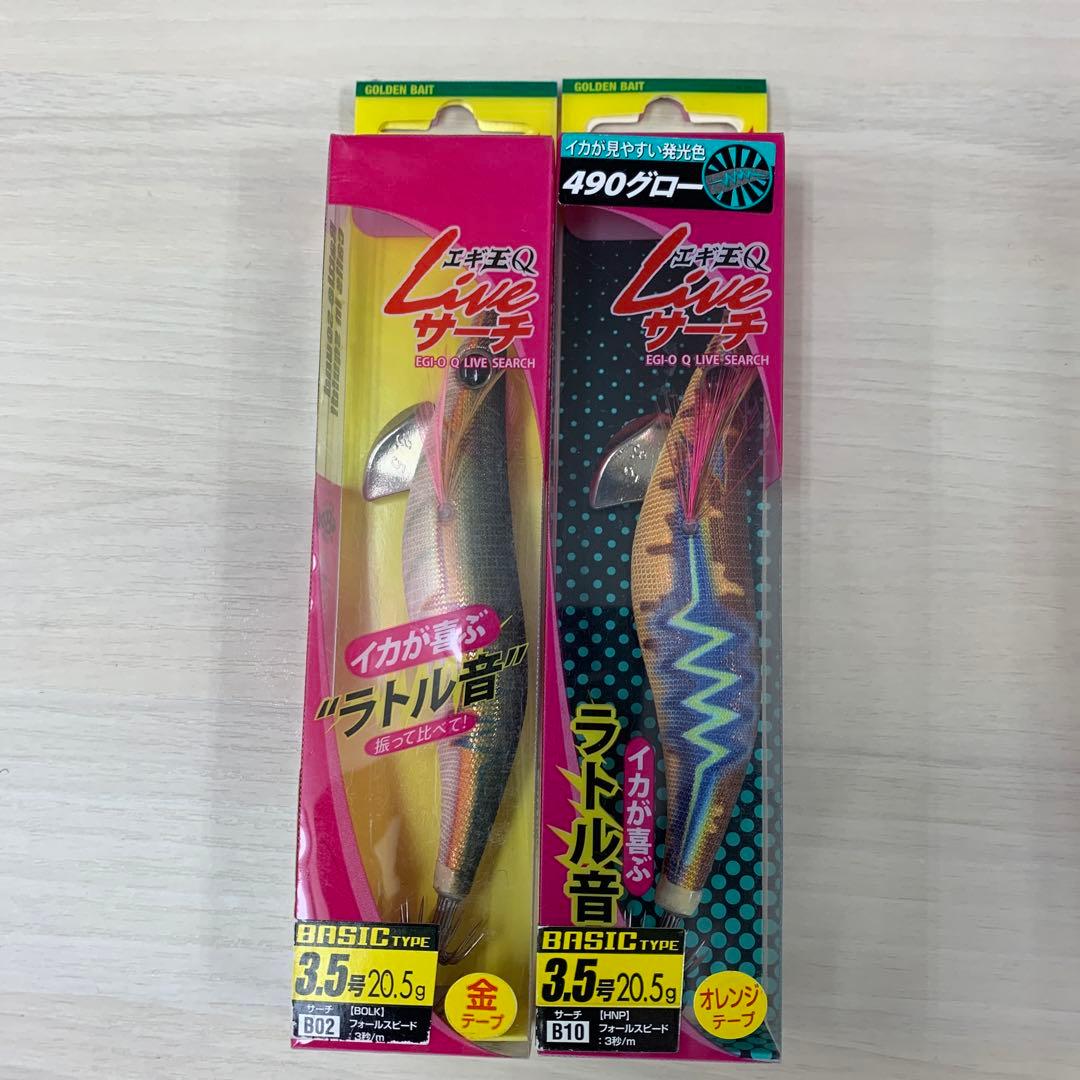 GOLDEN BAIT
エギ王Q
Live
サーチ
EGI-O Q LIVE SEARCH
イカが喜ぶ
"ラトル音"
振って比べて!
BASIC TYPE
3.5号 20.5g
サーチ
B02
【BOLK】
フォールスピード
:3秒/m
金
テープ
GOLDEN BAIT
イカが見やすい発光色
490グロー
エギ王Q
Live
サーチ
EGI-O Q LIVE SEARCH
ラトル音
イカが喜ぶ
BASIC TYPE
3.5号 20.5g
サーチ
B10
【HNP】
フォールスピード
:3秒/m
オレンジ
テープ